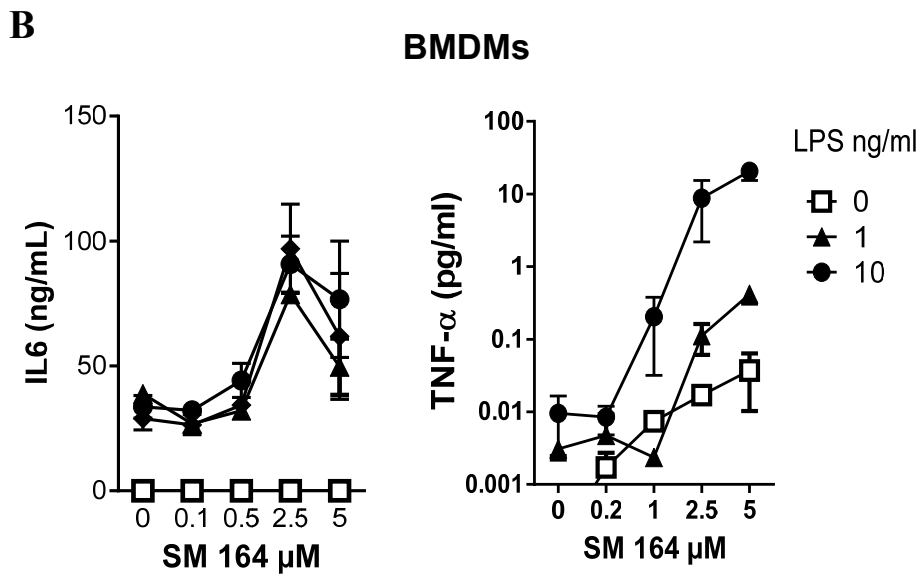 B
BMDMs
150
100
50
0
IL6 (ng/mL)
0 0.1 0.5 2.5 5
SM 164 µM
100
10
1
0.1
0.01
0.001
TNF-α (pg/ml)
0 0.2 1 2.5 5
SM 164 µM
LPS ng/ml
0
1
10